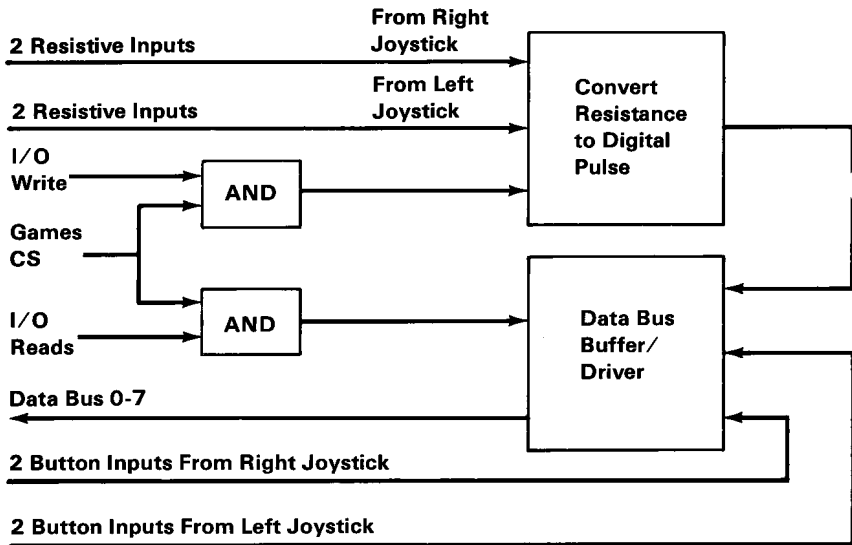 From Right
Joystick
2 Resistive Inputs
From Left
Joystick
2 Resistive Inputs
Convert
Resistance
to Digital
Pulse
I/O
Write
AND
Games
CS
I/O
Reads
AND
Data Bus
Buffer/
Driver
Data Bus 0-7
2 Button Inputs From Right Joystick
2 Button Inputs From Left Joystick